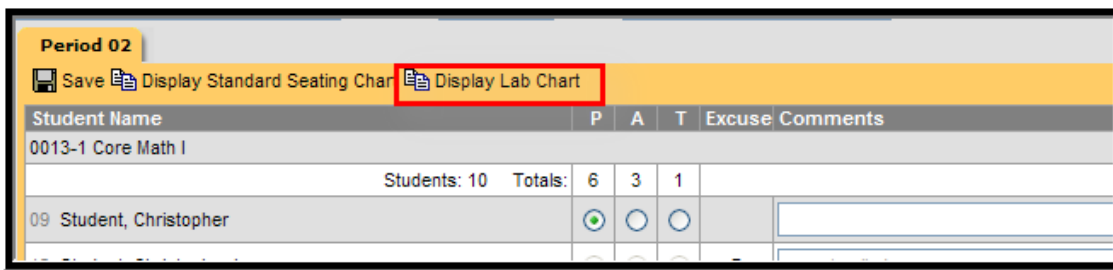 Period 02
Save Display Standard Seating Char Display Lab Chart
Student Name P A T Excuse Comments
0013-1 Core Math I
Students: 10 Totals: 6 3 1
09 Student, Christopher